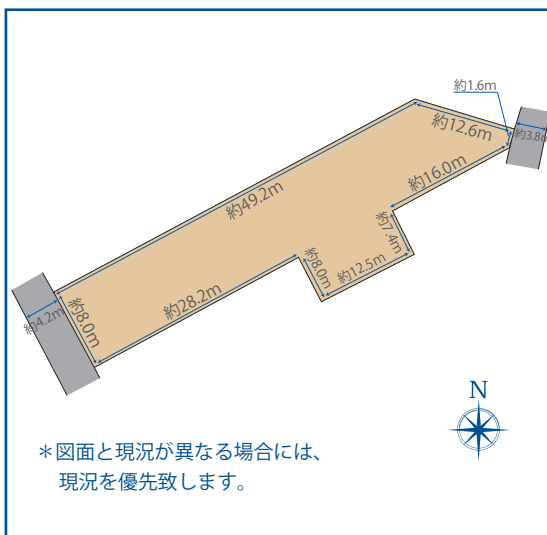 約1.6m
約12.6m
約3.8m
約16.0m
約49.2m
約7.4m
約8.0m
約12.5m
約28.2m
約4.2m
約8.0m
N
＊図面と現況が異なる場合には、
現況を優先致します。